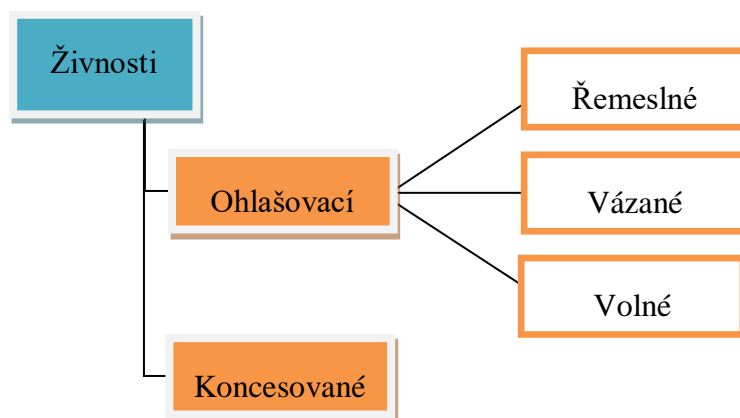 Živnosti
Ohlašovací
Řemeslné
Vázané
Volné
Koncesované